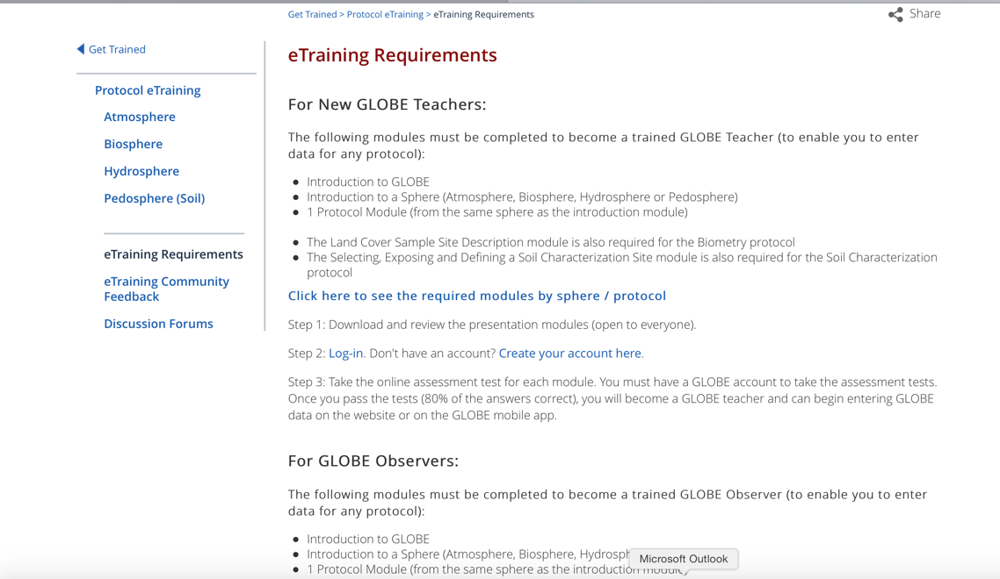 Get Trained > Protocol eTraining > eTraining Requirements
Share
Get Trained
Protocol eTraining
Atmosphere
Biosphere
Hydrosphere
Pedosphere (Soil)
eTraining Requirements
eTraining Community
Feedback
Discussion Forums
eTraining Requirements
For New GLOBE Teachers:
The following modules must be completed to become a trained GLOBE Teacher (to enable you to enter
data for any protocol):
• Introduction to GLOBE
• Introduction to a Sphere (Atmosphere, Biosphere, Hydrosphere or Pedosphere)
• 1 Protocol Module (from the same sphere as the introduction module)
• The Land Cover Sample Site Description module is also required for the Biometry protocol
• The Selecting, Exposing and Defining a Soil Characterization Site module is also required for the Soil Characterization
protocol
Click here to see the required modules by sphere / protocol
Step 1: Download and review the presentation modules (open to everyone).
Step 2: Log-in. Don't have an account? Create your account here.
Step 3: Take the online assessment test for each module. You must have a GLOBE account to take the assessment tests.
Once you pass the tests (80% of the answers correct), you will become a GLOBE teacher and can begin entering GLOBE
data on the website or on the GLOBE mobile app.
For GLOBE Observers:
The following modules must be completed to become a trained GLOBE Observer (to enable you to enter
data for any protocol):
• Introduction to GLOBE
• Introduction to a Sphere (Atmosphere, Biosphere,
Microsoft Outlook
• 1 Protocol Module (from the same sphere as the introduction module)